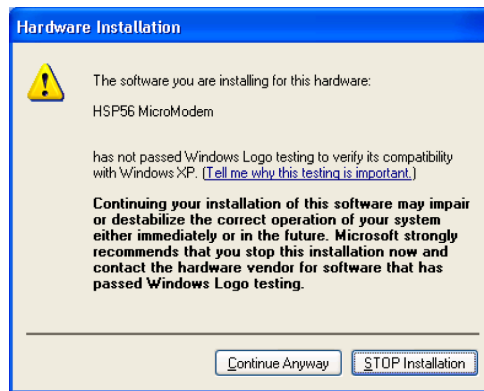 Hardware Installation
The software you are installing for this hardware:
HSP56 MicroModem
has not passed Windows Logo testing to verify its compatibility
with Windows XP. (Tell me why this testing is important.)
Continuing your installation of this software may impair
or destabilize the correct operation of your system
either immediately or in the future. Microsoft strongly
recommends that you stop this installation now and
contact the hardware vendor for software that has
passed Windows Logo testing.
Continue Anyway
STOP Installation